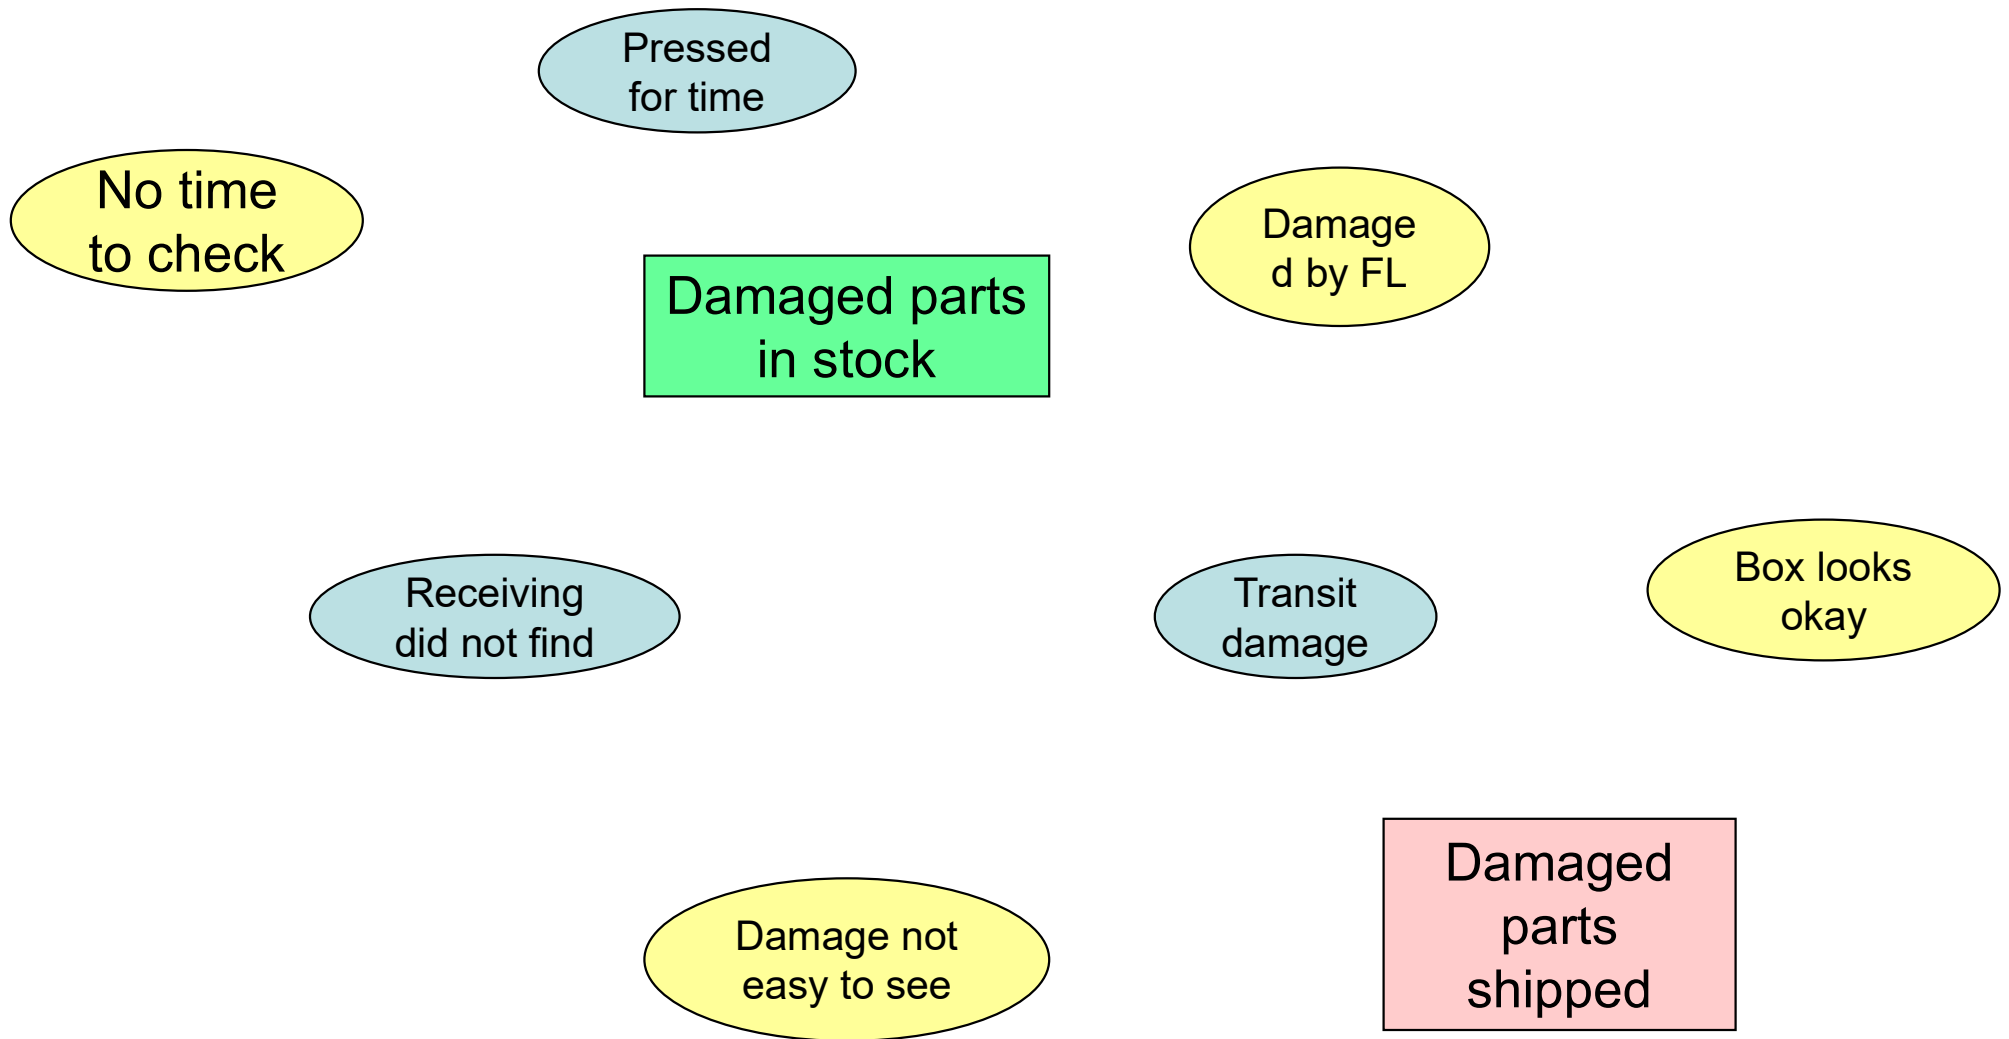 Pressed
for time
No time
to check
Damage
d by FL
Damaged parts
in stock
Receiving
did not find
Transit
damage
Box looks
okay
Damaged
parts
shipped
Damage not
easy to see